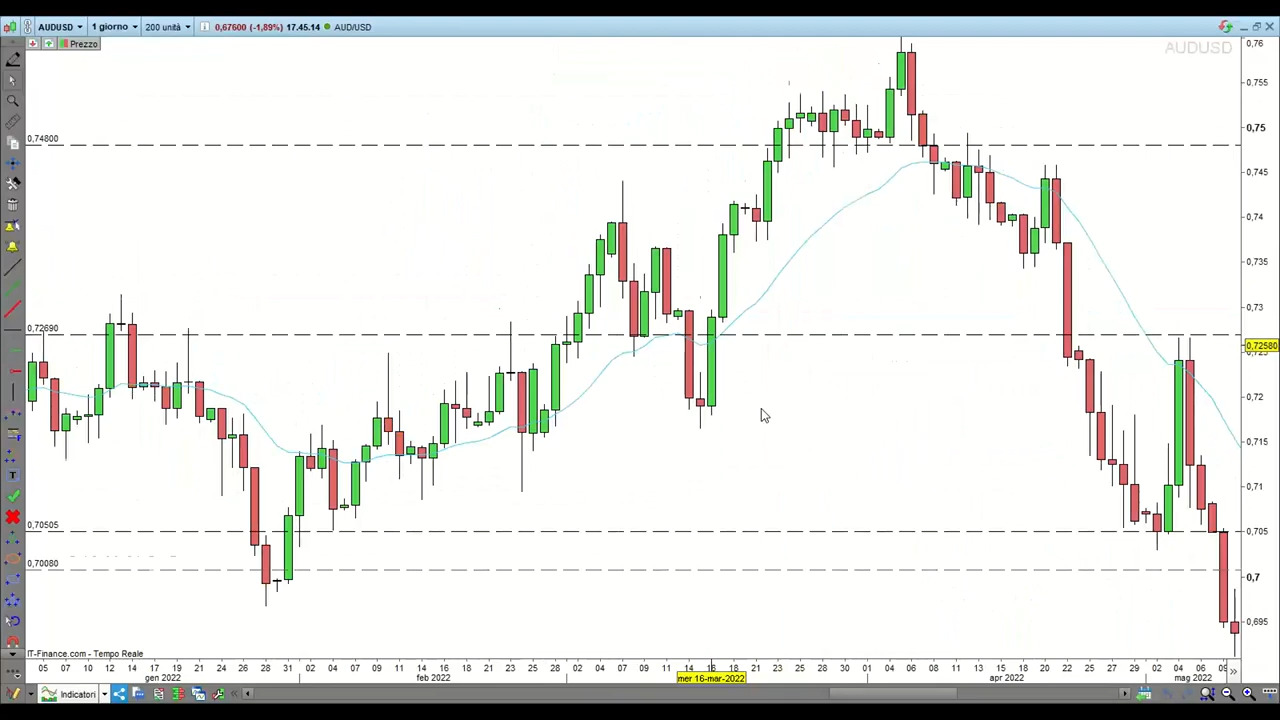 AUDUSD 1 giorno 200 unità 0,67600 (-1,89%) 17.45.14 AUD/USD
Prezzo
AUDUSD
0,76
0,755
0,75
0,74800
0,745
0,74
0,735
0,73
0,72690
0,72580
0,72
0,715
0,71
0,70505
0,705
0,70080
0,7
0,695
IT-Finance.com - Tempo Reale
05 07 10 12 14 17 19 21 24 26 28 31 02 04 07 09 11 14 16 18 21 23 25 28 02 04 07 09 11 14 16 18 21 23 25 28 30 01 04 06 08 12 14 18 20 22 25 27 29 02 04 06 09
gen 2022 feb 2022 mer 16-mar-2022 apr 2022 mag 2022
Indicatori